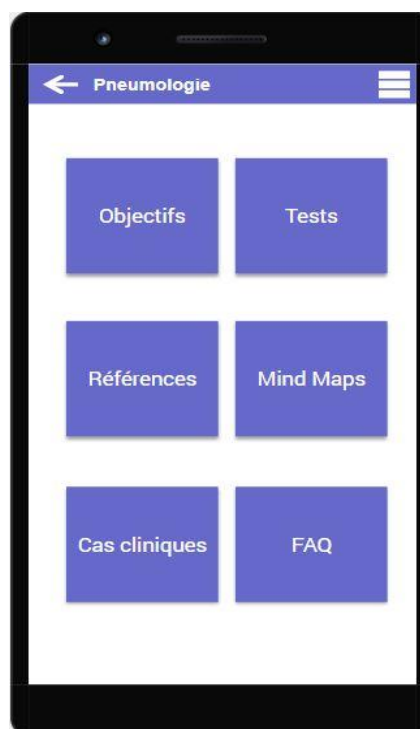 Pneumologie
Objectifs
Tests
Références
Mind Maps
Cas cliniques
FAQ